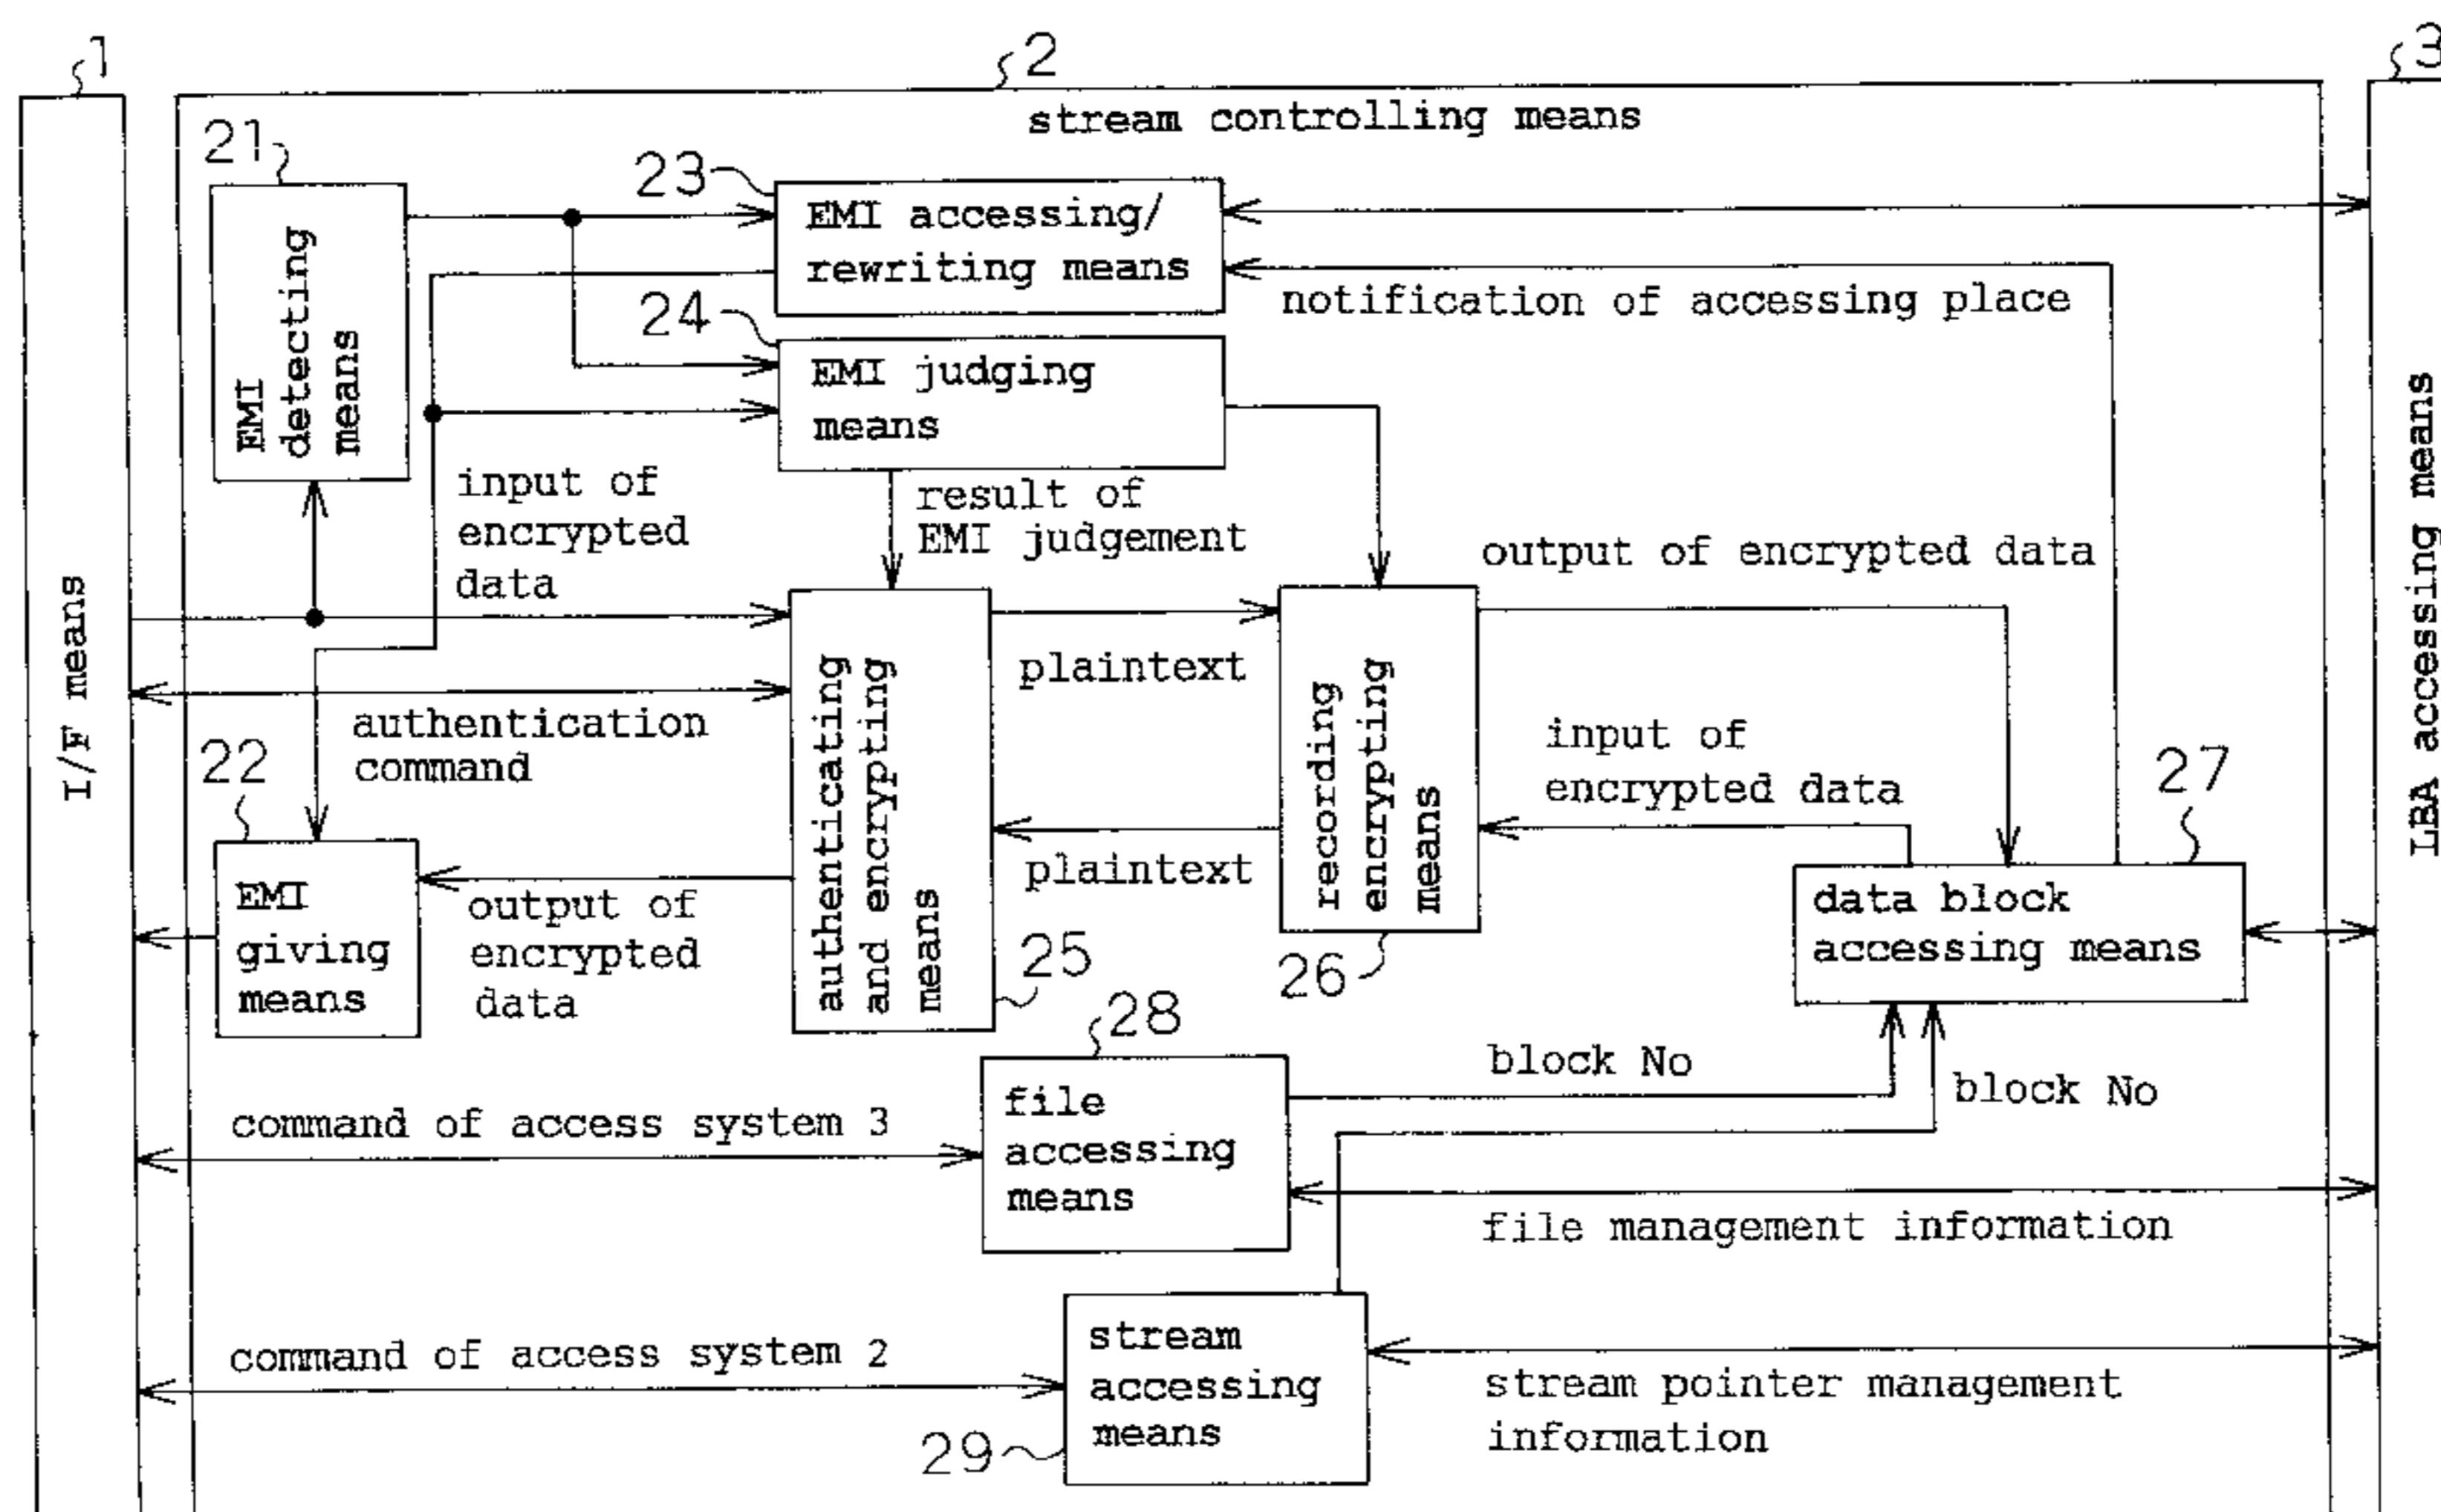 1
2
3
stream controlling means
21
23
EMI accessing/
rewriting means
EMI
detecting
means
notification of accessing place
24
EMI judging
means
input of
encrypted
data
result of
EMI judgement
output of encrypted data
I/F means
LBA accessing means
plaintext
authenticating
and encrypting
means
recording
encrypting
means
authentication
command
input of
encrypted data
22
27
plaintext
EMI
giving
means
output of
encrypted
data
data block
accessing means
25
26
28
block No
block No
file
accessing
means
command of access system 3
file management information
stream
accessing
means
command of access system 2
stream pointer management
information
29